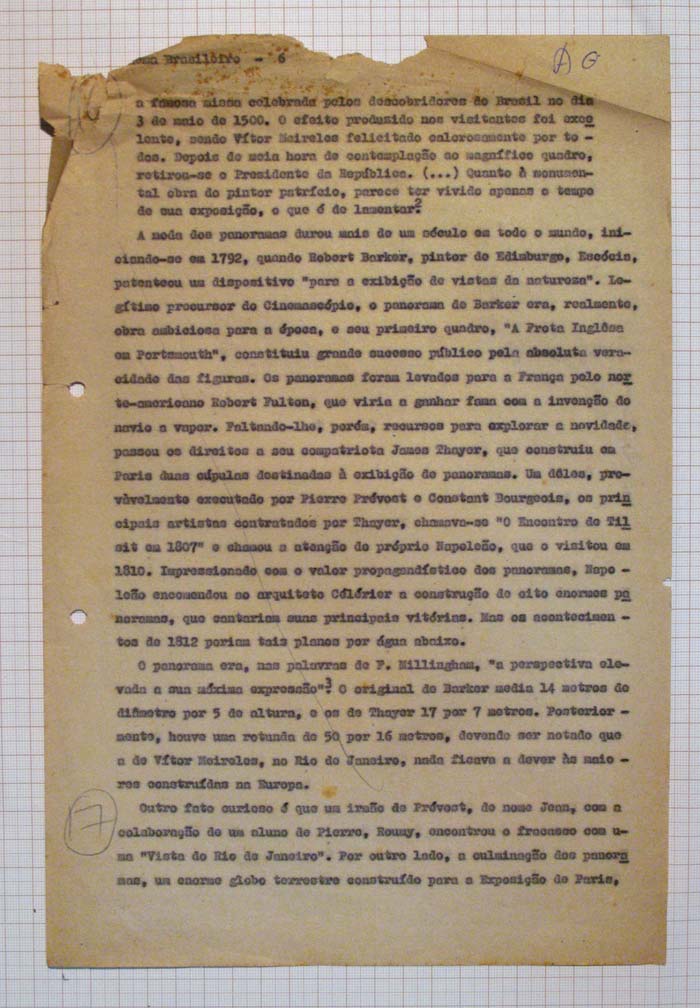 ema Brasileiro - 6
A G
a famosa missa celebrada pelos descobridores do Brasil no dia
3 de maio de 1500. O efeito produzido nos visitantes foi exce
lente, sendo Vítor Meireles felicitado calorosamente por to -
dos. Depois de meia hora de contemplação ao magnífico quadro,
retirou-se o Presidente da República. (...) Quanto à monumen-
tal obra do pintor patrício, parece ter vivido apenas o tempo
de sua exposição, o que é de lamentar.2
A moda dos panoramas durou mais de um século em todo o mundo, ini-
ciando-se em 1792, quando Robert Barker, pintor de Edimburgo, Escócia,
patenteou um dispositivo "para a exibição de vistas da natureza". Le-
gítimo precursor do Cinemascópio, o panorama de Barker era, realmente,
obra ambiciosa para a época, e seu primeiro quadro, "A Frota Inglêsa
em Portsmouth", constituiu grande sucesso público pela absoluta vera-
cidade das figuras. Os panoramas foram levados para a França pelo nor
te-americano Robert Fulton, que viria a ganhar fama com a invenção do
navio a vapor. Faltando-lhe, porém, recursos para explorar a novidade,
passou os direitos a seu compatriota James Thayer, que construiu em
Paris duas cúpulas destinadas à exibição de panoramas. Um dêles, pro-
vàvelmente executado por Pierre Prévost e Constant Bourgeois, os prin
cipais artistas contratados por Thayer, chamava-se "O Encontro de Til
sit em 1807" e chamou a atenção do próprio Napoleão, que o visitou em
1810. Impressionado com o valor propagandístico dos panoramas, Napo -
leão encomendou ao arquiteto Célérier a construção de oito enormes pa
noramas, que cantariam suas principais vitórias. Mas os acontecimen -
tos de 1812 poriam tais planos por água abaixo.
O panorama era, nas palavras de F. Millingham, "a perspectiva ele-
vada a sua máxima expressão".3 O original de Barker media 14 metros de
diâmetro por 5 de altura, e os de Thayer 17 por 7 metros. Posterior -
mente, houve uma rotunda de 50 por 16 metros, devendo ser notado que
a de Vítor Meireles, no Rio de Janeiro, nada ficava a dever às maio -
res construídas na Europa.
Outro fato curioso é que um irmão de Prévost, de nome Jean, com a
17
colaboração de um aluno de Pierre, Roumy, encontrou o fracasso com u-
ma "Vista do Rio de Janeiro". Por outro lado, a culminação dos panora
mas, um enorme globo terrestre construído para a Exposição de Paris,